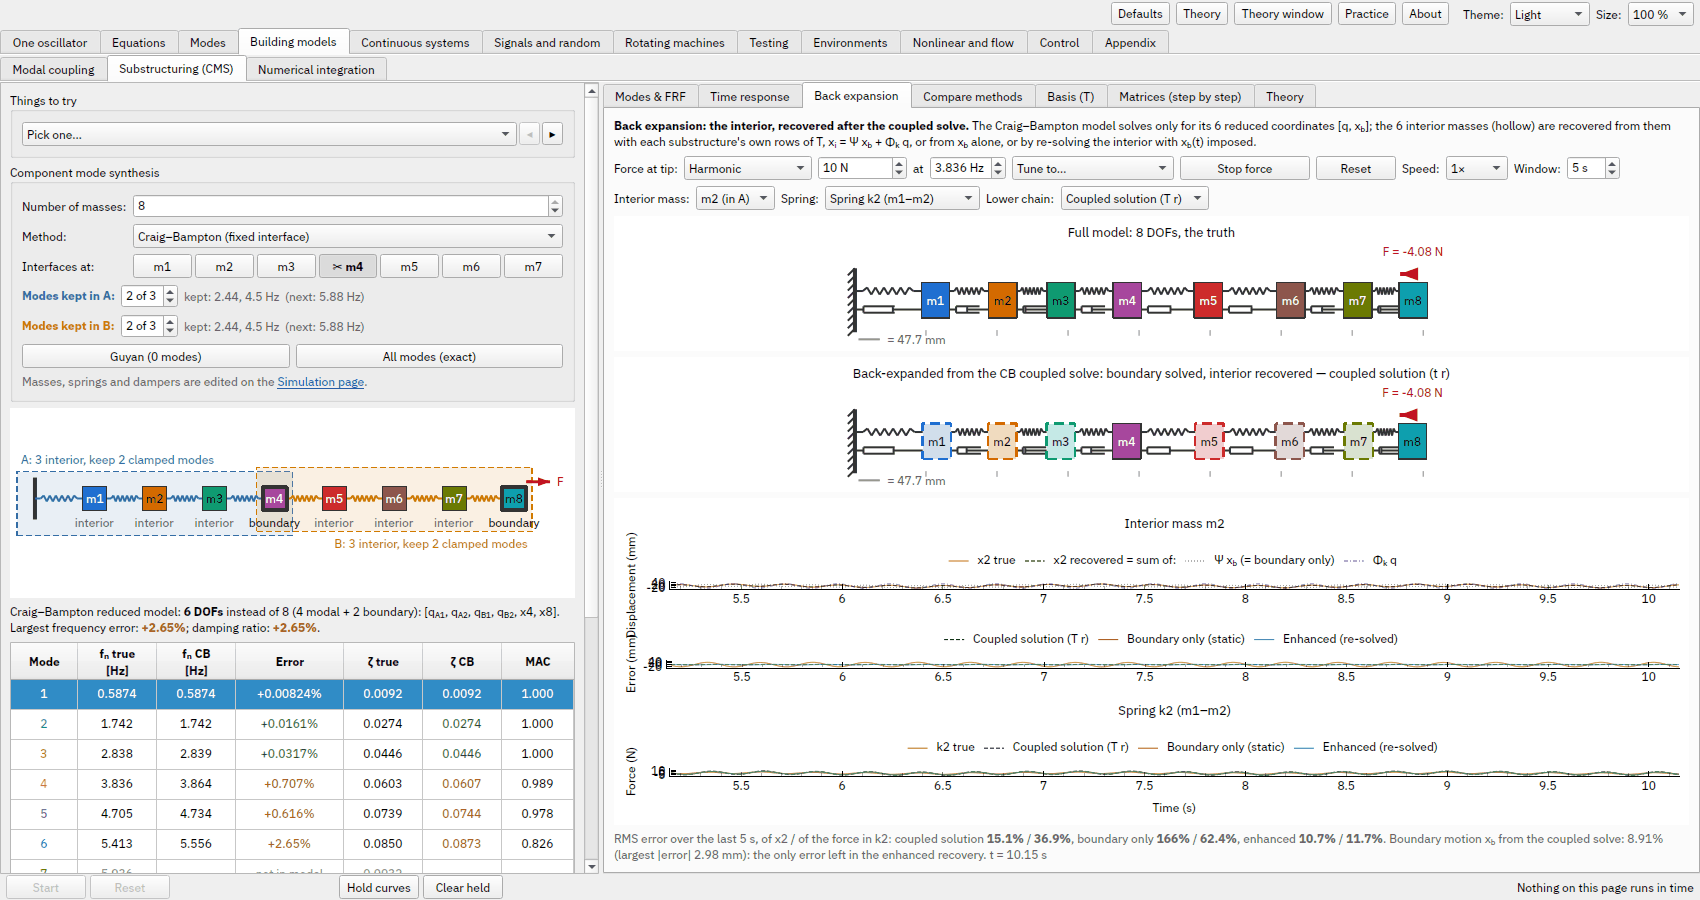 Defaults Theory Theory window Practice About Theme: Light Size: 100 %
One oscillator Equations Modes Building models Continuous systems Signals and random Rotating machines Testing Environments Nonlinear and flow Control Appendix
Modal coupling Substructuring (CMS) Numerical integration
Things to try
Pick one...
Component mode synthesis
Number of masses: 8
Method: Craig–Bampton (fixed interface)
Interfaces at: m1 m2 m3 ✂ m4 m5 m6 m7
Modes kept in A: 2 of 3 kept: 2.44, 4.5 Hz (next: 5.88 Hz)
Modes kept in B: 2 of 3 kept: 2.44, 4.5 Hz (next: 5.88 Hz)
Guyan (0 modes) All modes (exact)
Masses, springs and dampers are edited on the Simulation page.
A: 3 interior, keep 2 clamped modes
m1 m2 m3 m4 m5 m6 m7 m8 F
interior interior interior boundary interior interior interior boundary
B: 3 interior, keep 2 clamped modes
Craig–Bampton reduced model: 6 DOFs instead of 8 (4 modal + 2 boundary): [qA1, qA2, qB1, qB2, x4, x8].
Largest frequency error: +2.65%; damping ratio: +2.65%.
Mode fn true [Hz] fn CB [Hz] Error ζ true ζ CB MAC
1 0.5874 0.5874 +0.00824% 0.0092 0.0092 1.000
2 1.742 1.742 +0.0161% 0.0274 0.0274 1.000
3 2.838 2.839 +0.0317% 0.0446 0.0446 1.000
4 3.836 3.864 +0.707% 0.0603 0.0607 0.989
5 4.705 4.734 +0.616% 0.0739 0.0744 0.978
6 5.413 5.556 +2.65% 0.0850 0.0873 0.826
Start Reset Hold curves Clear held
Modes & FRF Time response Back expansion Compare methods Basis (T) Matrices (step by step) Theory
Back expansion: the interior, recovered after the coupled solve. The Craig–Bampton model solves only for its 6 reduced coordinates [q, xb]; the 6 interior masses (hollow) are recovered from them
with each substructure's own rows of T, xi = Ψ xb + Φk q, or from xb alone, or by re-solving the interior with xb(t) imposed.
Force at tip: Harmonic 10 N at 3.836 Hz Tune to... Stop force Reset Speed: 1× Window: 5 s
Interior mass: m2 (in A) Spring: Spring k2 (m1–m2) Lower chain: Coupled solution (T r)
Full model: 8 DOFs, the truth
F = -4.08 N
m1 m2 m3 m4 m5 m6 m7 m8
= 47.7 mm
Back-expanded from the CB coupled solve: boundary solved, interior recovered — coupled solution (t r)
F = -4.08 N
m1 m2 m3 m4 m5 m6 m7 m8
= 47.7 mm
Interior mass m2
Displacement (mm)
x2 true x2 recovered = sum of: Ψ xb (= boundary only) Φk q
5.5 6 6.5 7 7.5 8 8.5 9 9.5 10
Error (mm)
Coupled solution (T r) Boundary only (static) Enhanced (re-solved)
5.5 6 6.5 7 7.5 8 8.5 9 9.5 10
Spring k2 (m1–m2)
Force (N)
k2 true Coupled solution (T r) Boundary only (static) Enhanced (re-solved)
5.5 6 6.5 7 7.5 8 8.5 9 9.5 10
Time (s)
RMS error over the last 5 s, of x2 / of the force in k2: coupled solution 15.1% / 36.9%, boundary only 166% / 62.4%, enhanced 10.7% / 11.7%. Boundary motion xb from the coupled solve: 8.91%
(largest |error| 2.98 mm): the only error left in the enhanced recovery. t = 10.15 s
Nothing on this page runs in time